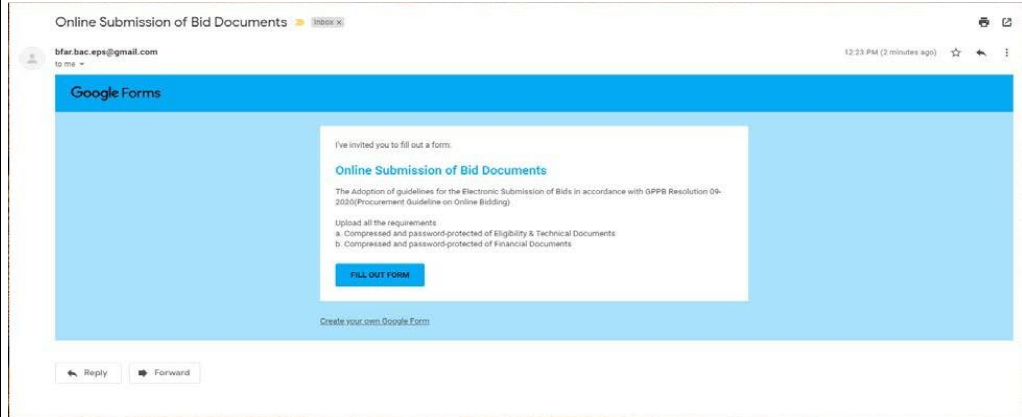 Online Submission of Bid Documents
Inbox x
bfar.bac.eps@gmail.com
12:23 PM (2 minutes ago)
to me
Google Forms
I've invited you to fill out a form:
Online Submission of Bid Documents
The Adoption of guidelines for the Electronic Submission of Bids in accordance with GPPB Resolution 09-
2020(Procurement Guideline on Online Bidding)
Upload all the requirements
a. Compressed and password-protected of Eligibility & Technical Documents
b. Compressed and password-protected of Financial Documents
FILL OUT FORM
Create your own Google Form
Reply
Forward